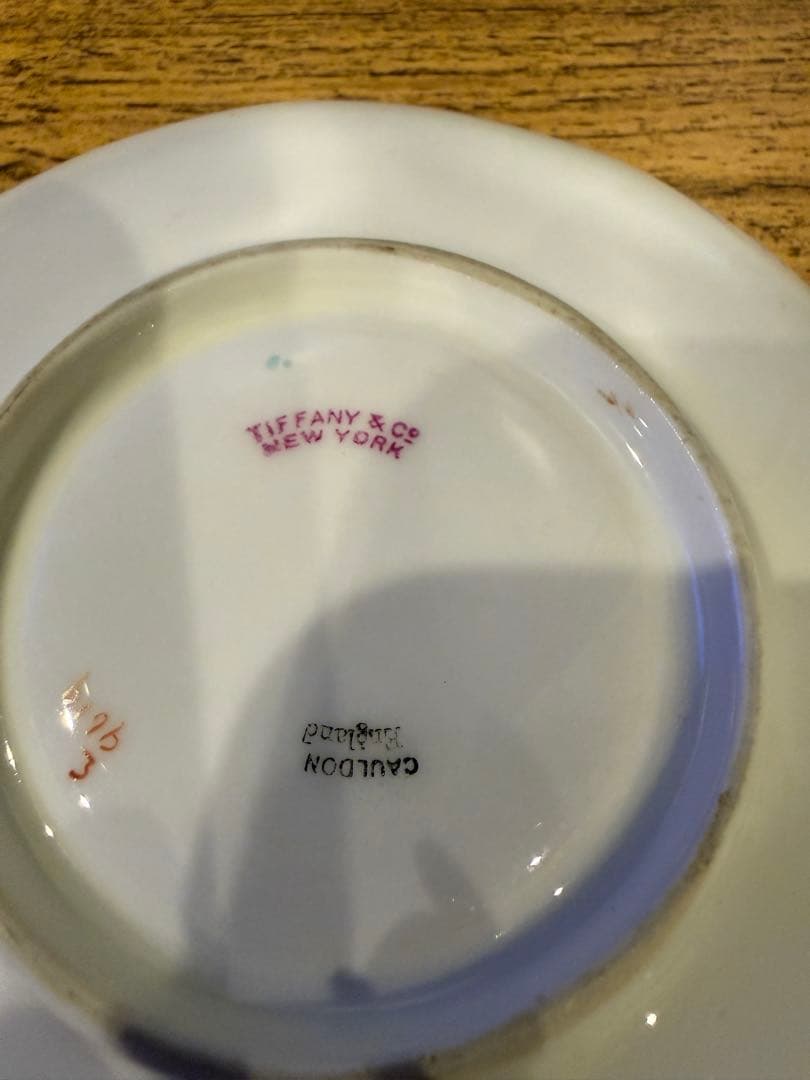 TIFFANY & Cº
NEW YORK
CAULDON
England
3